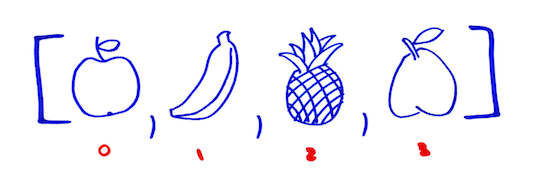 [ , , , ]
0 1 2 3